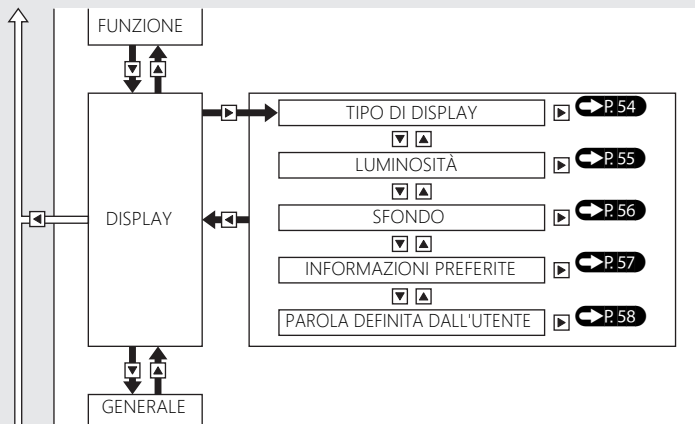 FUNZIONE
TIPO DI DISPLAY P. 54
LUMINOSITÀ P. 55
DISPLAY
SFONDO P. 56
INFORMAZIONI PREFERITE P. 57
PAROLA DEFINITA DALL'UTENTE P. 58
GENERALE